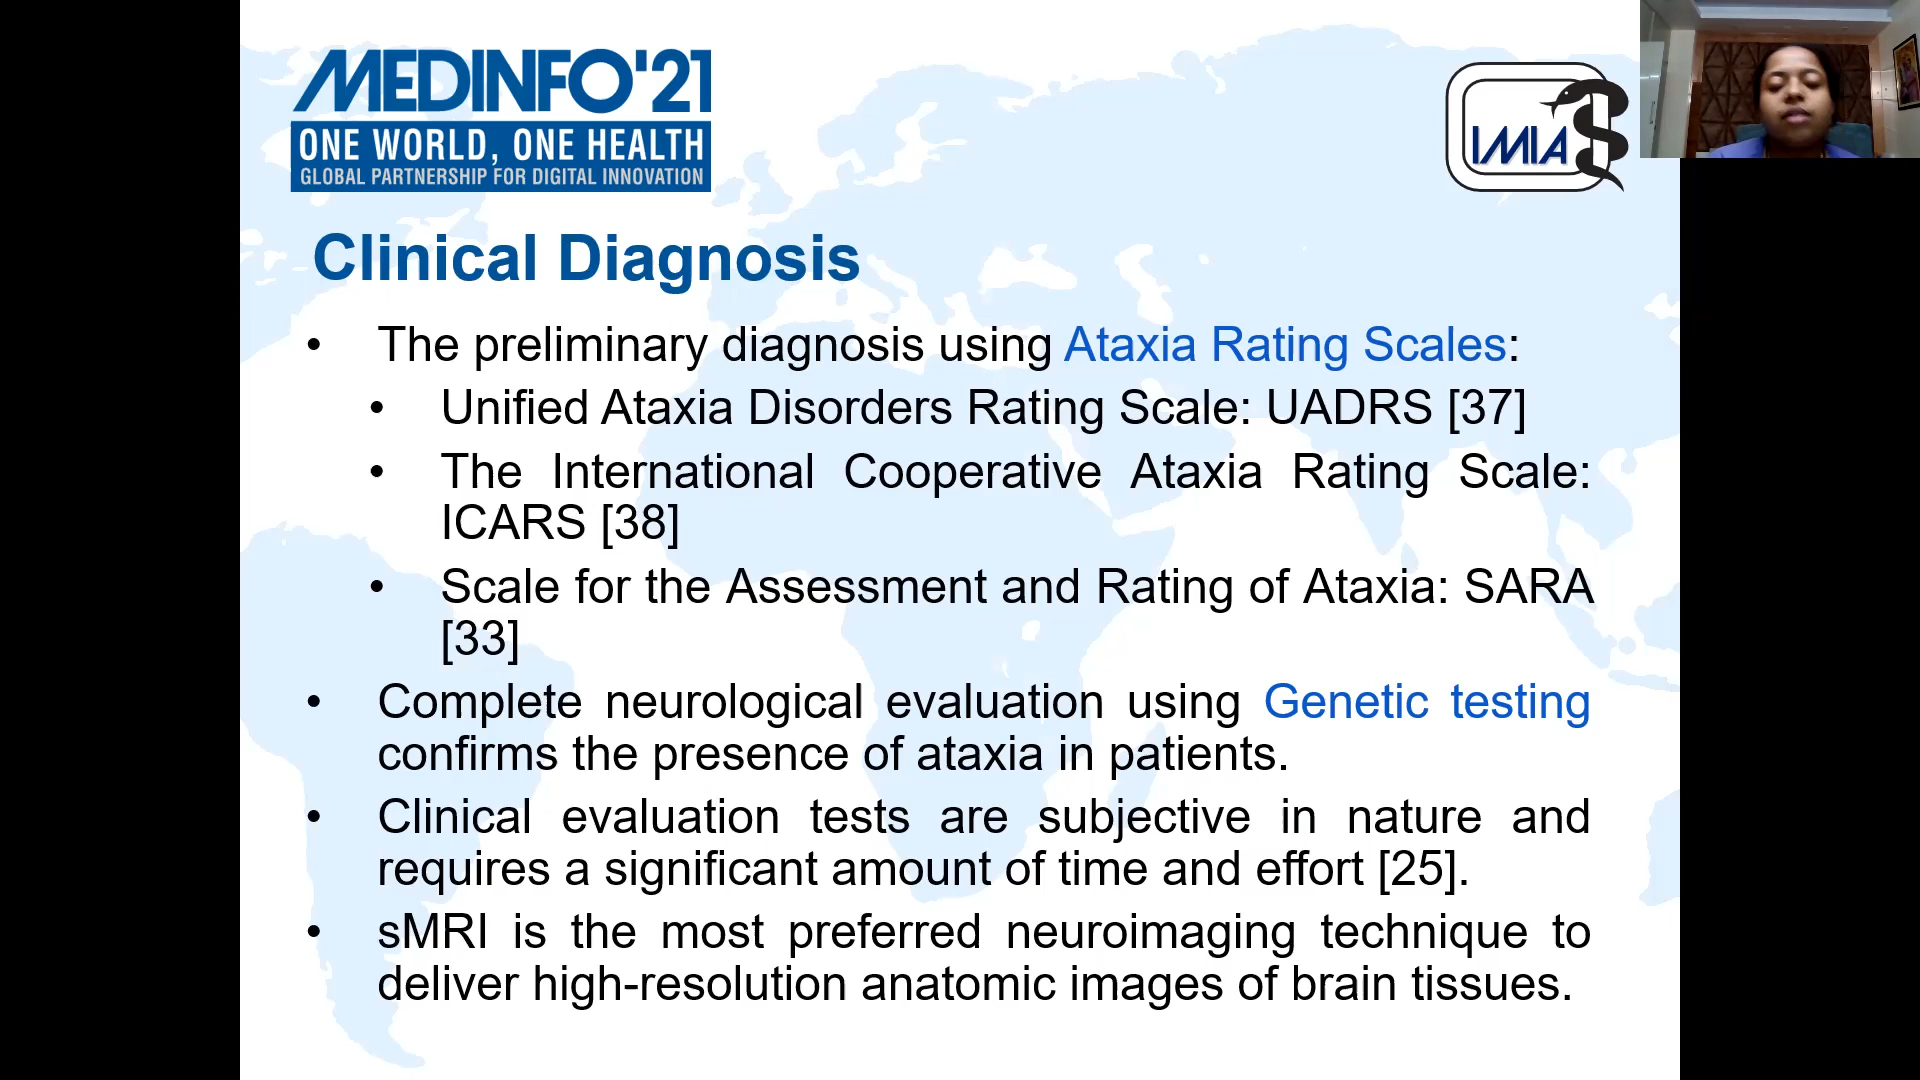 MEDINFO'21
ONE WORLD, ONE HEALTH
GLOBAL PARTNERSHIP FOR DIGITAL INNOVATION
IMIA
Clinical Diagnosis
• The preliminary diagnosis using Ataxia Rating Scales:
• Unified Ataxia Disorders Rating Scale: UADRS [37]
• The International Cooperative Ataxia Rating Scale:
ICARS [38]
• Scale for the Assessment and Rating of Ataxia: SARA
[33]
• Complete neurological evaluation using Genetic testing
confirms the presence of ataxia in patients.
• Clinical evaluation tests are subjective in nature and
requires a significant amount of time and effort [25].
• sMRI is the most preferred neuroimaging technique to
deliver high-resolution anatomic images of brain tissues.